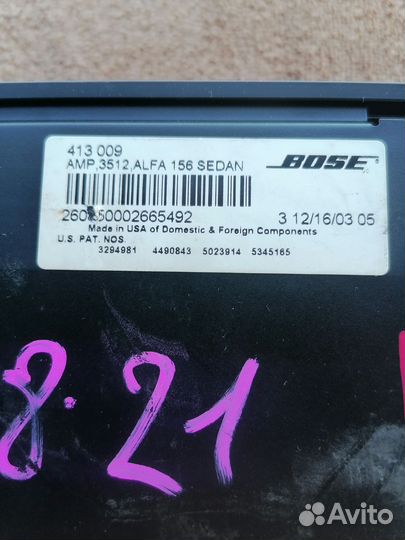 413 009
AMP,3512,ALFA 156 SEDAN
BOSE
3 12/16/03 05
Made in USA of Domestic & Foreign Components
U.S. PAT. NOS.
3294981 4490843 5023914 5345165
8.21
Avito